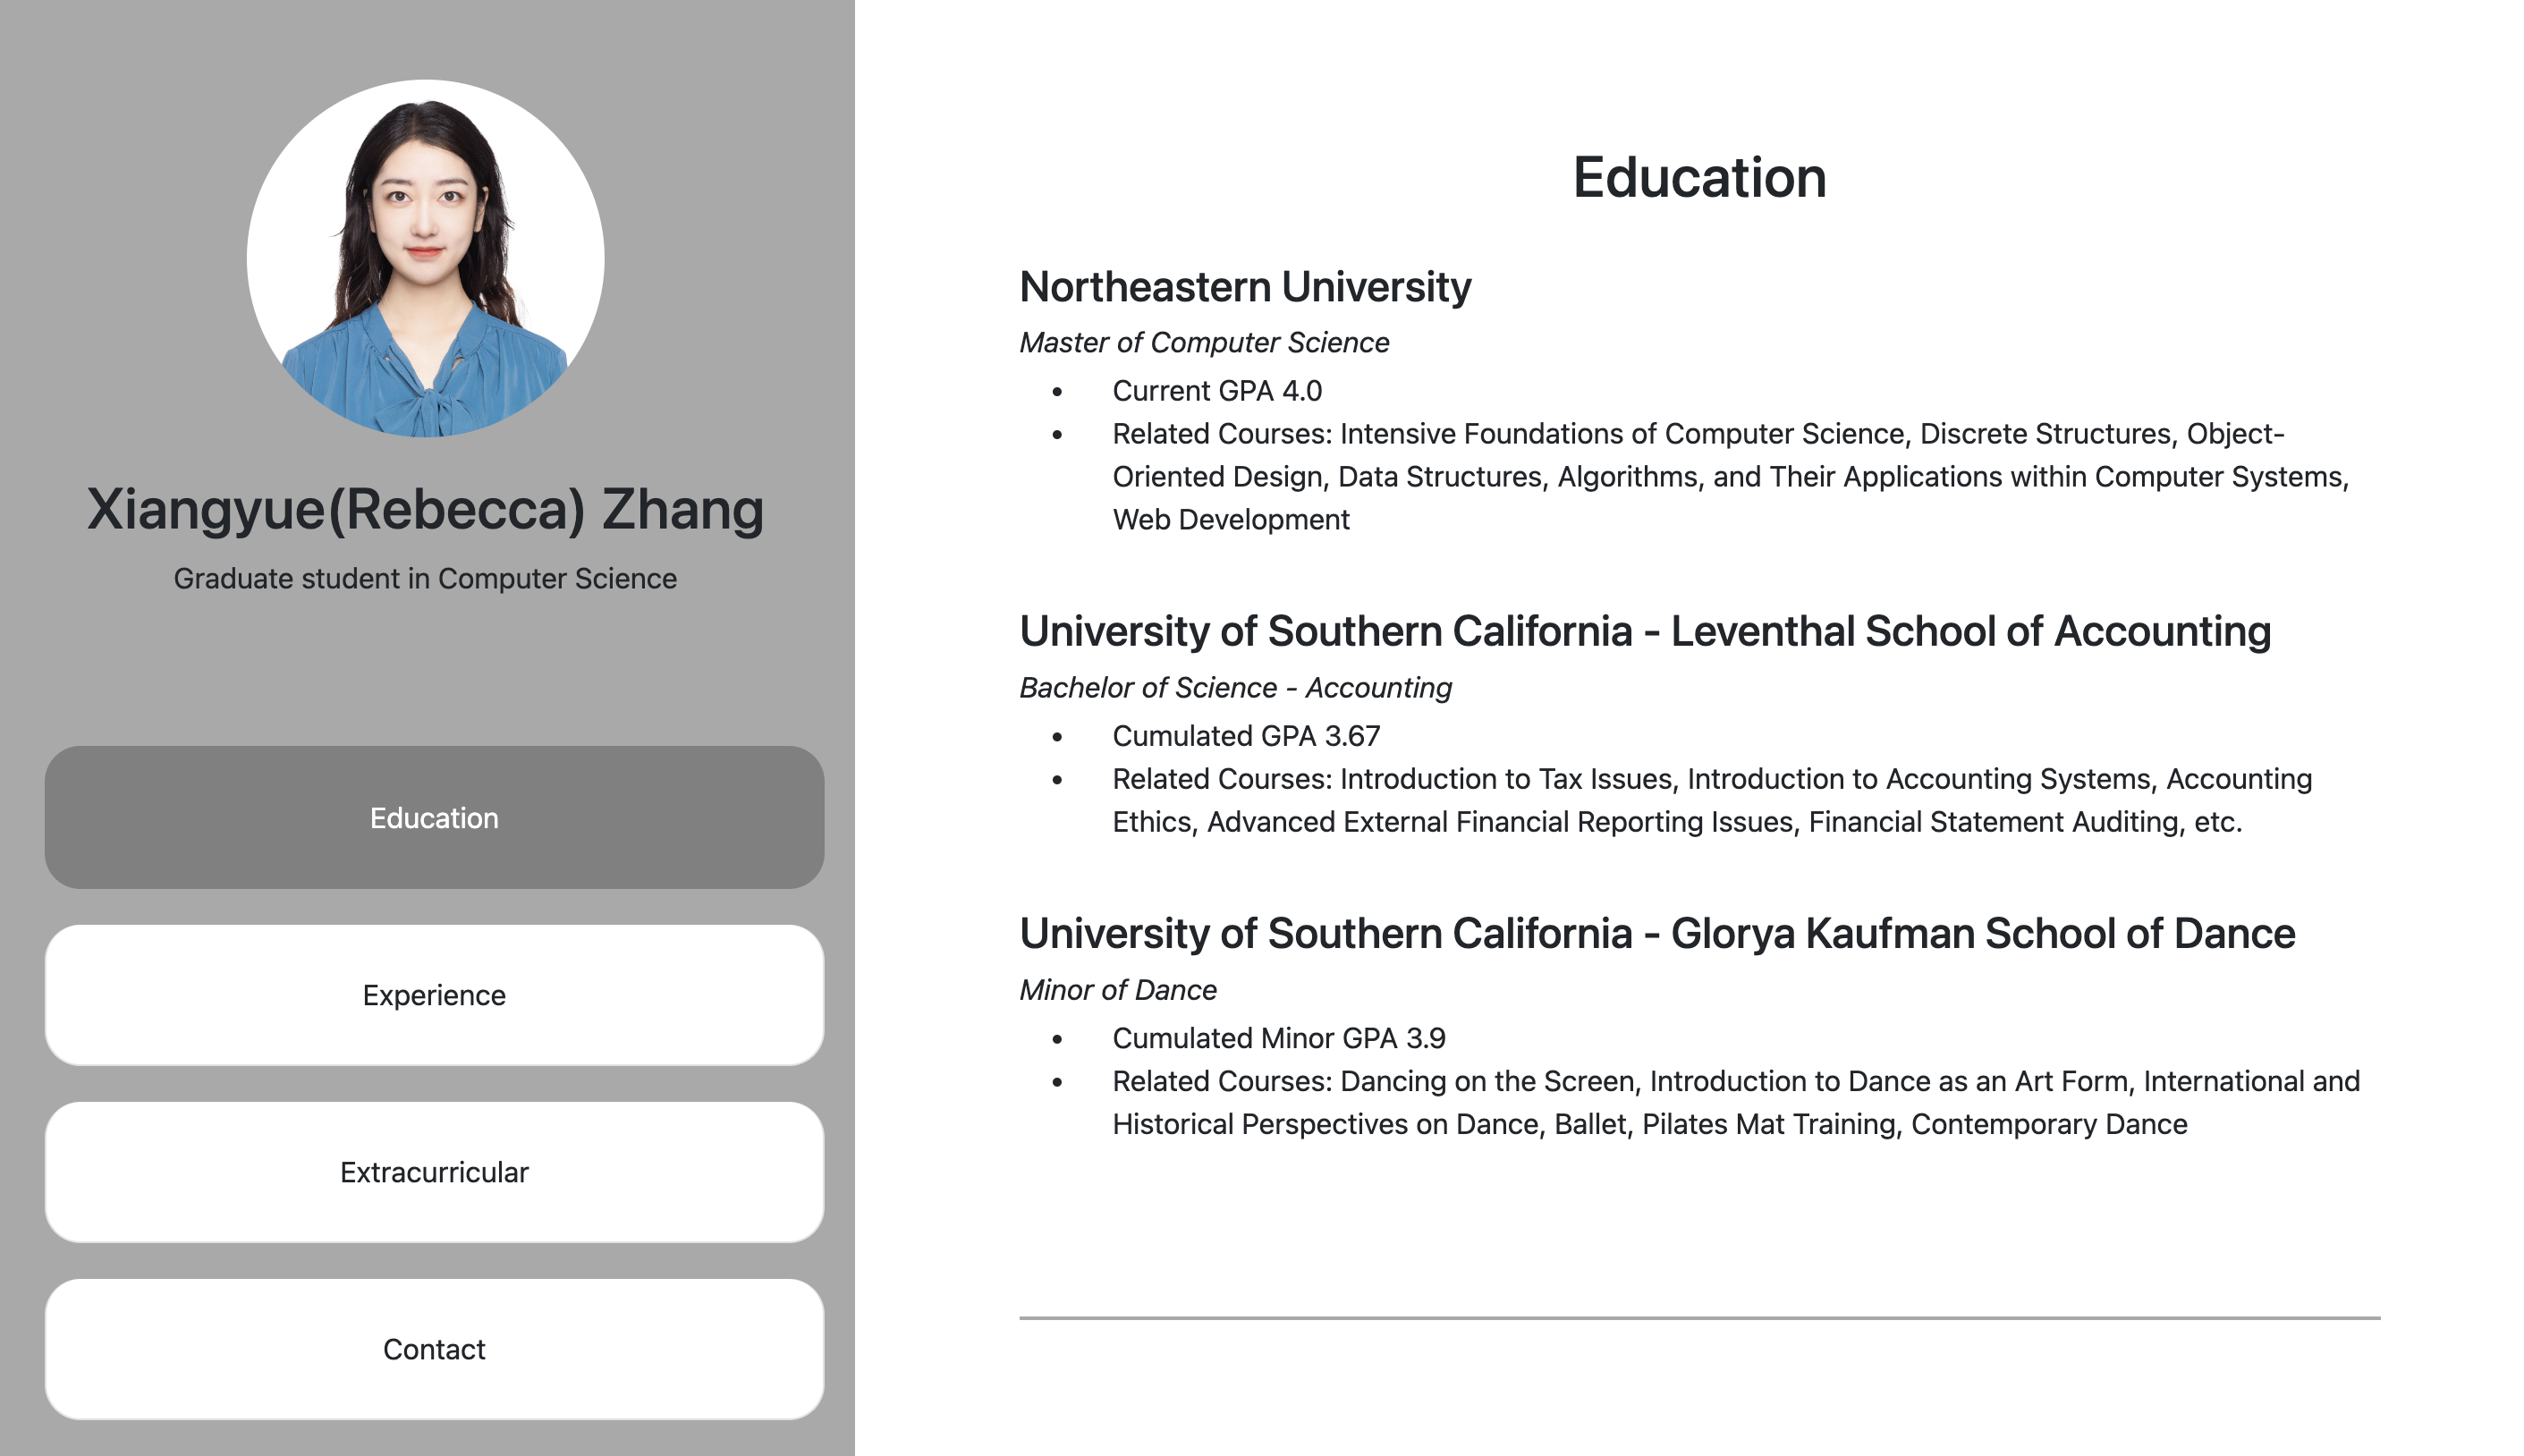 Xiangyue(Rebecca) Zhang
Graduate student in Computer Science
Education
Experience
Extracurricular
Contact
Education
Northeastern University
Master of Computer Science
• Current GPA 4.0
• Related Courses: Intensive Foundations of Computer Science, Discrete Structures, Object-
Oriented Design, Data Structures, Algorithms, and Their Applications within Computer Systems,
Web Development
University of Southern California - Leventhal School of Accounting
Bachelor of Science - Accounting
• Cumulated GPA 3.67
• Related Courses: Introduction to Tax Issues, Introduction to Accounting Systems, Accounting
Ethics, Advanced External Financial Reporting Issues, Financial Statement Auditing, etc.
University of Southern California - Glorya Kaufman School of Dance
Minor of Dance
• Cumulated Minor GPA 3.9
• Related Courses: Dancing on the Screen, Introduction to Dance as an Art Form, International and
Historical Perspectives on Dance, Ballet, Pilates Mat Training, Contemporary Dance